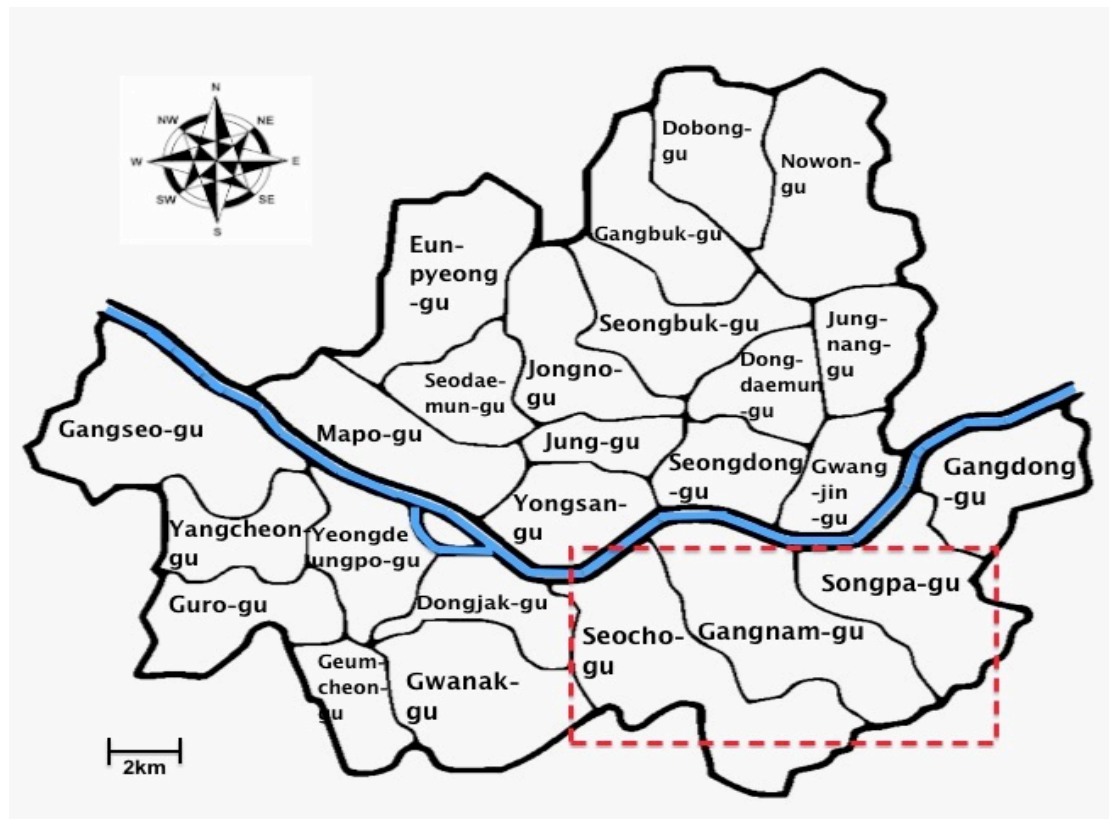 N
NW
NE
W
E
SW
SE
S
Dobong-
gu
Nowon-
gu
Gangbuk-gu
Eun-
pyeong
-gu
Seongbuk-gu
Jung-
nang-
gu
Dong-
daemun
-gu
Seodae-
mun-gu
Jongno-
gu
Gangseo-gu
Mapo-gu
Jung-gu
Seongdong
-gu
Gwang
-jin
-gu
Gangdong
-gu
Yongsan-
gu
Yangcheon-
gu
Yeongde
ungpo-gu
Songpa-gu
Guro-gu
Dongjak-gu
Seocho-
gu
Gangnam-gu
Geum-
cheon-
gu
Gwanak-
gu
2km